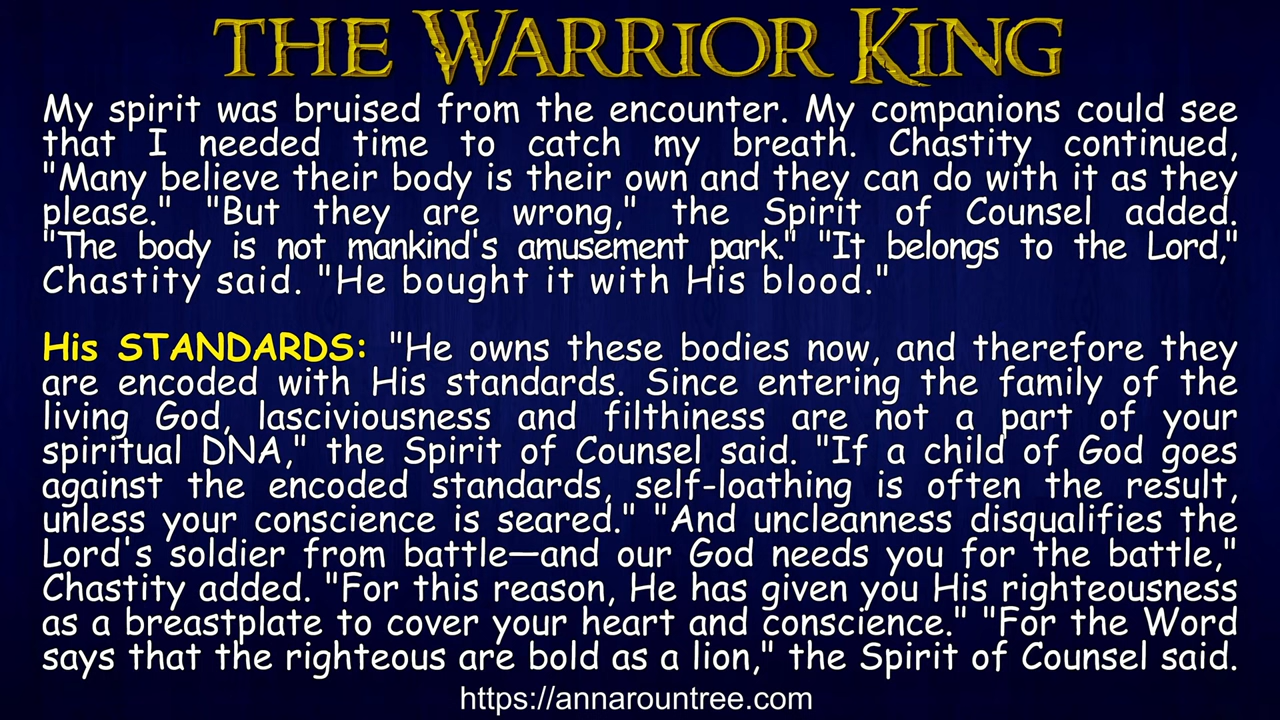 THE WARRIOR KING
My spirit was bruised from the encounter. My companions could see
that I needed time to catch my breath. Chastity continued,
"Many believe their body is their own and they can do with it as they
please." "But they are wrong," the Spirit of Counsel added.
"The body is not mankind's amusement park." "It belongs to the Lord,"
Chastity said. "He bought it with His blood."
His STANDARDS: "He owns these bodies now, and therefore they
are encoded with His standards. Since entering the family of the
living God, lasciviousness and filthiness are not a part of your
spiritual DNA," the Spirit of Counsel said. "If a child of God goes
against the encoded standards, self-loathing is often the result,
unless your conscience is seared." "And uncleanness disqualifies the
Lord's soldier from battle—and our God needs you for the battle,"
Chastity added. "For this reason, He has given you His righteousness
as a breastplate to cover your heart and conscience." "For the Word
says that the righteous are bold as a lion," the Spirit of Counsel said.
https://annarountree.com